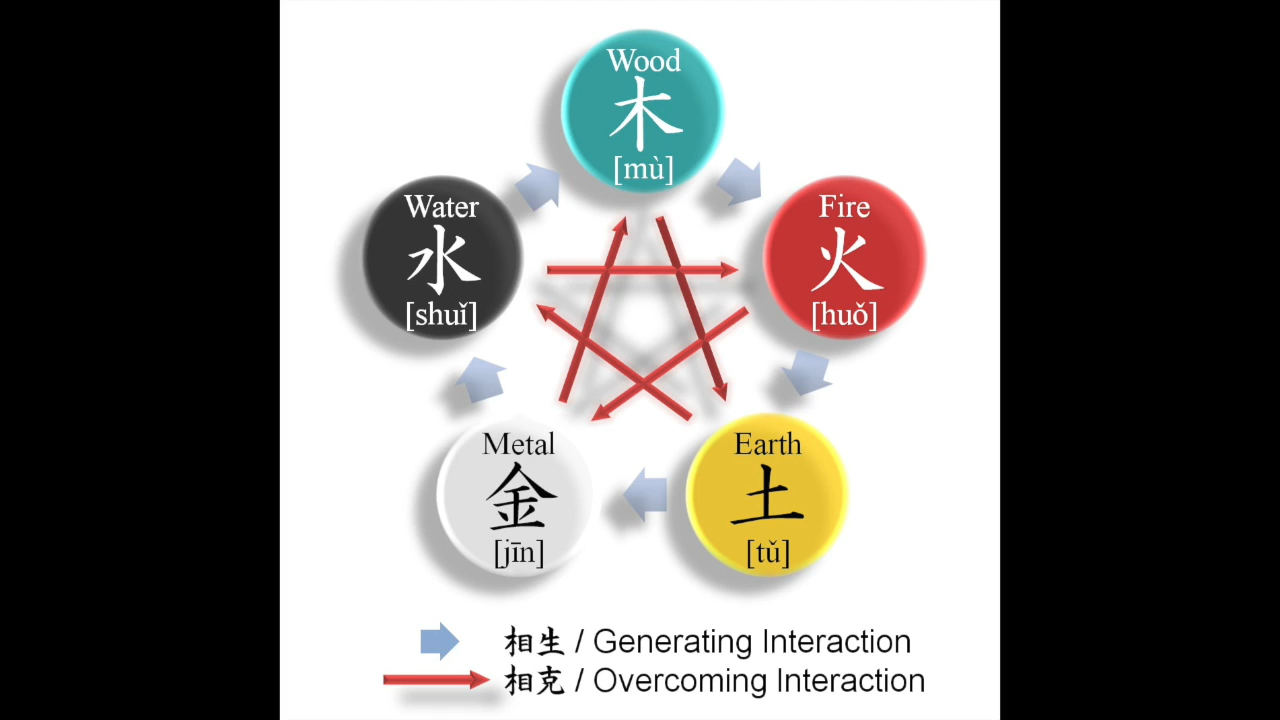 Wood
木
[mù]
Water
水
[shuǐ]
Fire
火
[huǒ]
Metal
金
[jīn]
Earth
土
[tǔ]
相生 / Generating Interaction
相克 / Overcoming Interaction